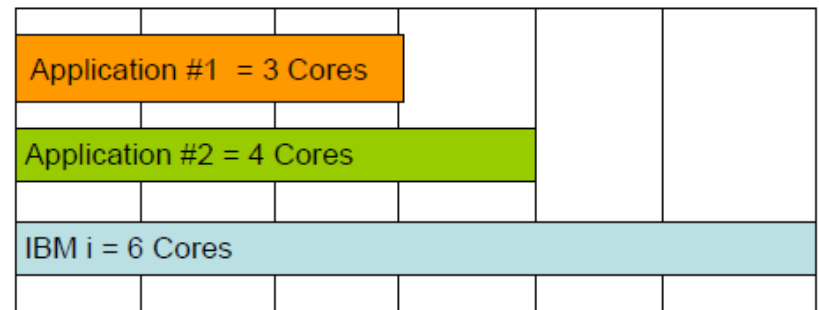 Application #1 = 3 Cores
Application #2 = 4 Cores
IBM i = 6 Cores